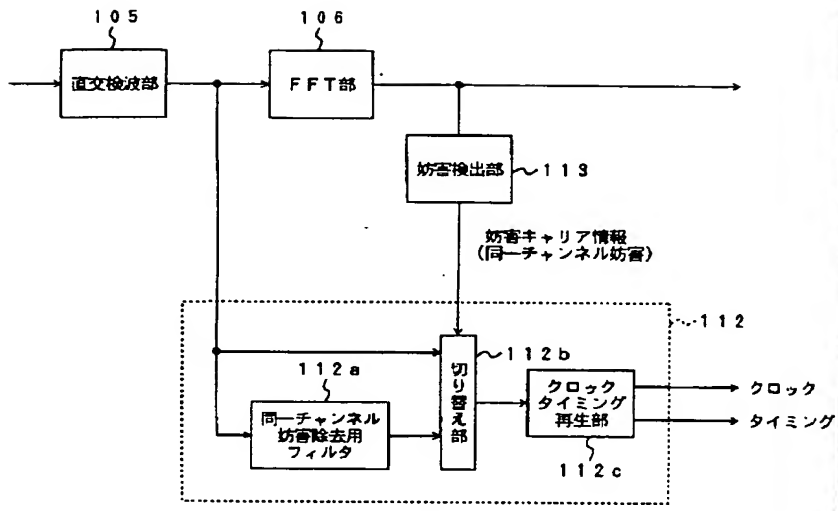 １０５
１０６
直交検波部
ＦＦＴ部
妨害検出部
１１３
妨害キャリア情報
(同一チャンネル妨害)
１１２
１１２ｂ
１１２ａ
切り替え部
同一チャンネル
妨害除去用
フィルタ
クロック
タイミング
再生部
１１２ｃ
クロック
タイミング